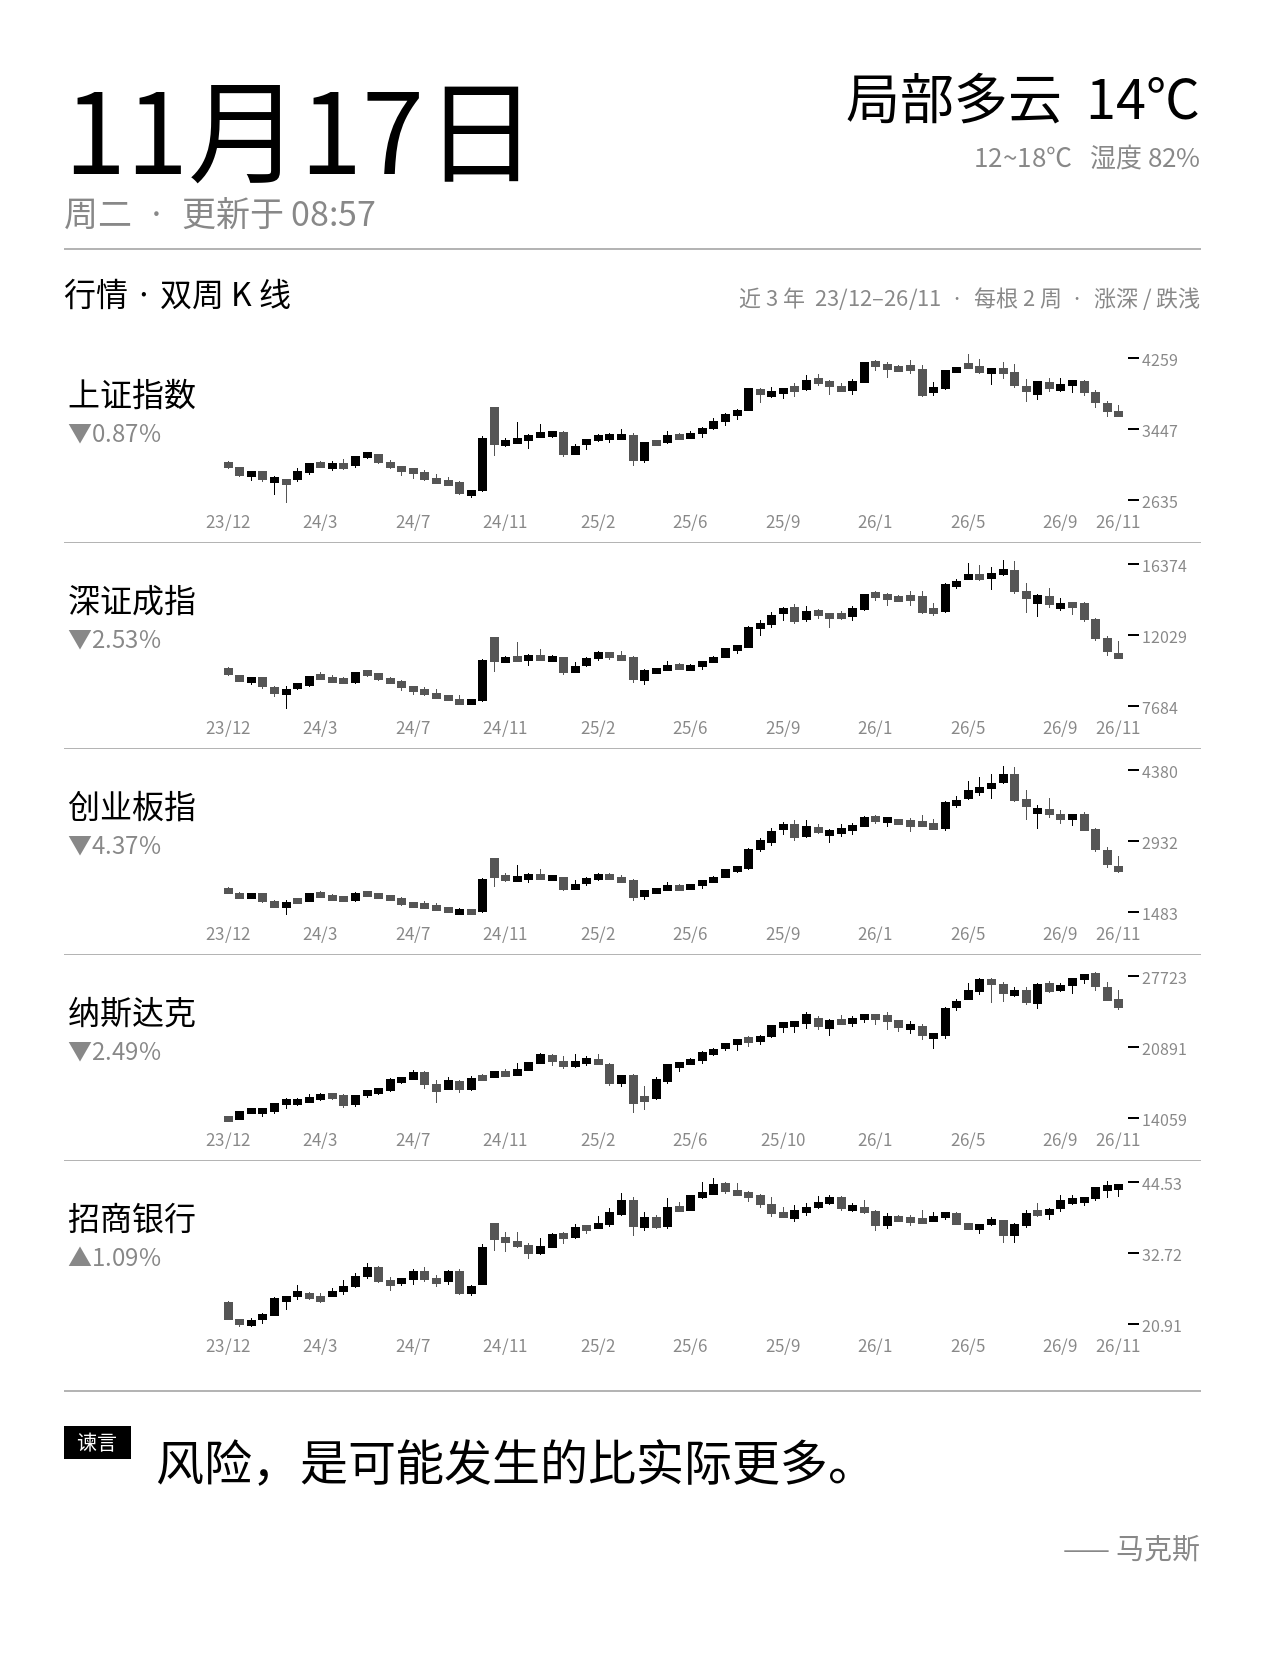 11月17日
局部多云 14°C
12~18°C 湿度 82%
周二 · 更新于 08:57
行情 · 双周 K 线
近 3 年 23/12–26/11 · 每根 2 周 · 涨深 / 跌浅
上证指数
▼0.87%
4259
3447
2635
23/12 24/3 24/7 24/11 25/2 25/6 25/9 26/1 26/5 26/9 26/11
深证成指
▼2.53%
16374
12029
7684
23/12 24/3 24/7 24/11 25/2 25/6 25/9 26/1 26/5 26/9 26/11
创业板指
▼4.37%
4380
2932
1483
23/12 24/3 24/7 24/11 25/2 25/6 25/9 26/1 26/5 26/9 26/11
纳斯达克
▼2.49%
27723
20891
14059
23/12 24/3 24/7 24/11 25/2 25/6 25/10 26/1 26/5 26/9 26/11
招商银行
▲1.09%
44.53
32.72
20.91
23/12 24/3 24/7 24/11 25/2 25/6 25/9 26/1 26/5 26/9 26/11
谏言
风险，是可能发生的比实际更多。
—— 马克斯